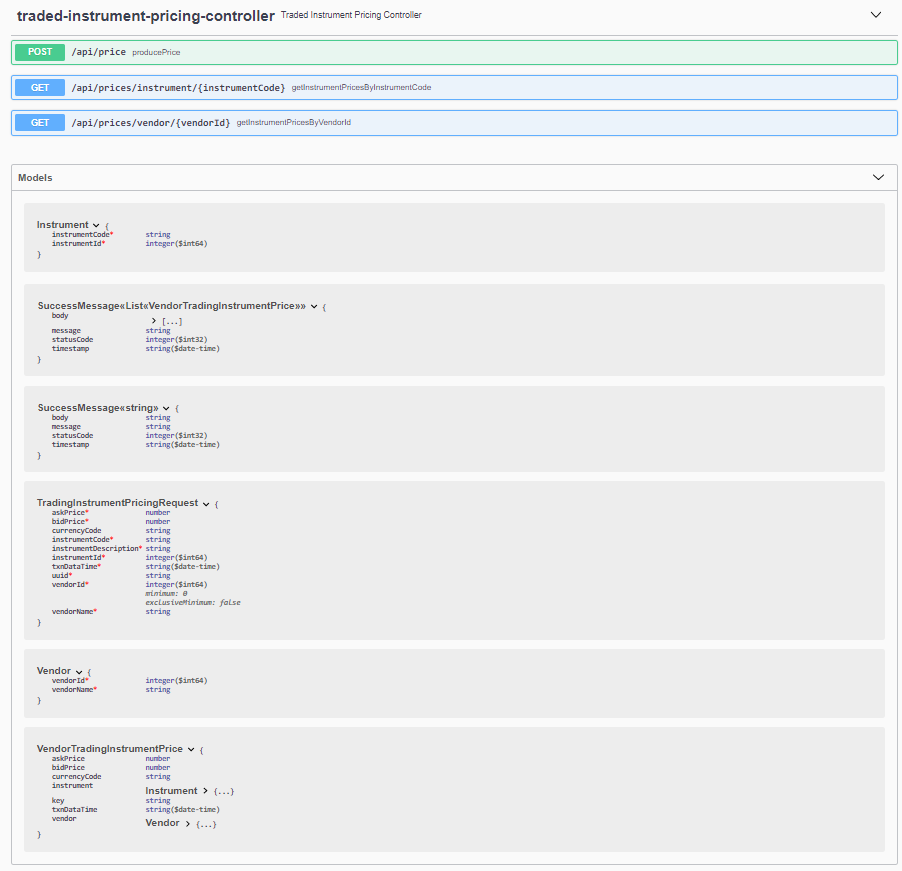 traded-instrument-pricing-controller Traded Instrument Pricing Controller
POST /api/price producePrice
GET /api/prices/instrument/{instrumentCode} getInstrumentPricesByInstrumentCode
GET /api/prices/vendor/{vendorId} getInstrumentPricesByVendorId
Models
Instrument {
instrumentCode* string
instrumentId* integer($int64)
}
SuccessMessage«List«VendorTradingInstrumentPrice»» {
body
[...]
message string
statusCode integer($int32)
timestamp string($date-time)
}
SuccessMessage«string» {
body string
message string
statusCode integer($int32)
timestamp string($date-time)
}
TradingInstrumentPricingRequest {
askPrice* number
bidPrice* number
currencyCode string
instrumentCode* string
instrumentDescription* string
instrumentId* integer($int64)
txnDataTime* string($date-time)
uuid* string
vendorId* integer($int64)
minimum: 0
exclusiveMinimum: false
vendorName* string
}
Vendor {
vendorId* integer($int64)
vendorName* string
}
VendorTradingInstrumentPrice {
askPrice number
bidPrice number
currencyCode string
instrument
Instrument {...}
key string
txnDataTime string($date-time)
vendor
Vendor {...}
}